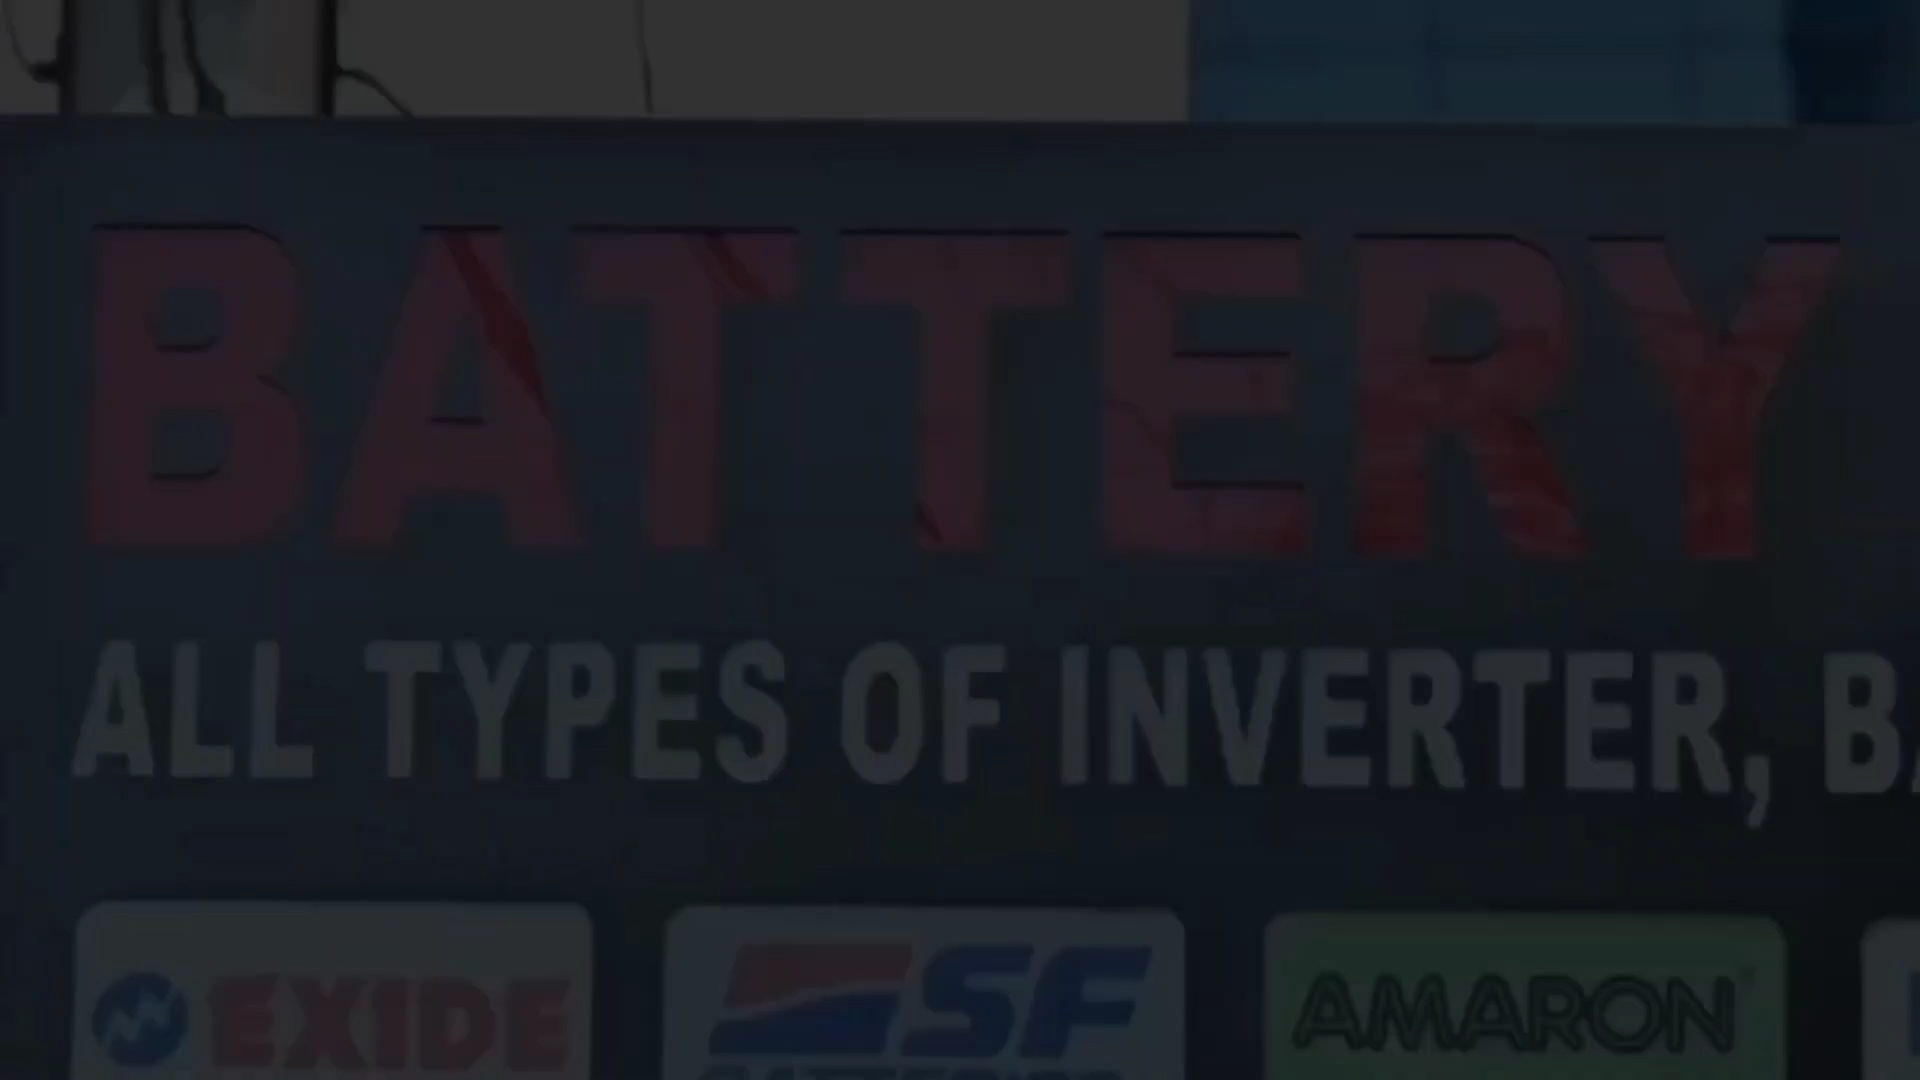 BATTERY
ALL TYPES OF INVERTER,
EXIDE
SF
AMARON